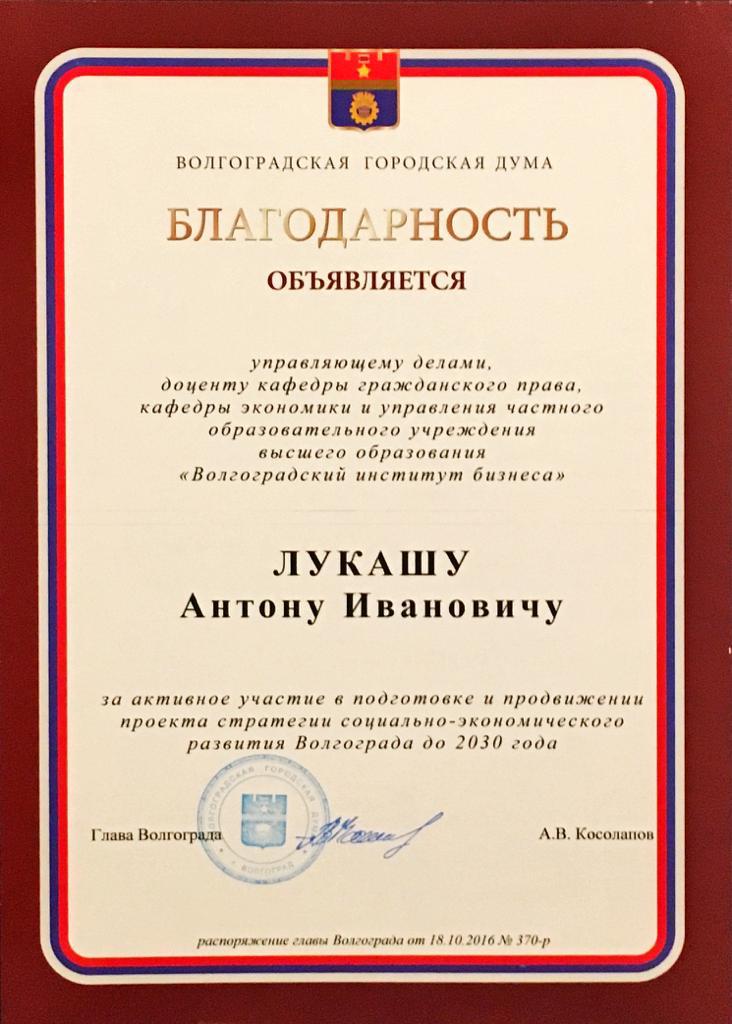 ВОЛГОГРАДСКАЯ ГОРОДСКАЯ ДУМА
БЛАГОДАРНОСТЬ
ОБЪЯВЛЯЕТСЯ
управляющему делами,
доценту кафедры гражданского права,
кафедры экономики и управления частного
образовательного учреждения
высшего образования
«Волгоградский институт бизнеса»
ЛУКАШУ
Антону Ивановичу
за активное участие в подготовке и продвижении
проекта стратегии социально-экономического
развития Волгограда до 2030 года
ВОЛГОГРАДСКАЯ ГОРОДСКАЯ ДУМА
Глава Волгограда
А.В. Косолапов
г. ВОЛГОГРАД
распоряжение главы Волгограда от 18.10.2016 № 370-р